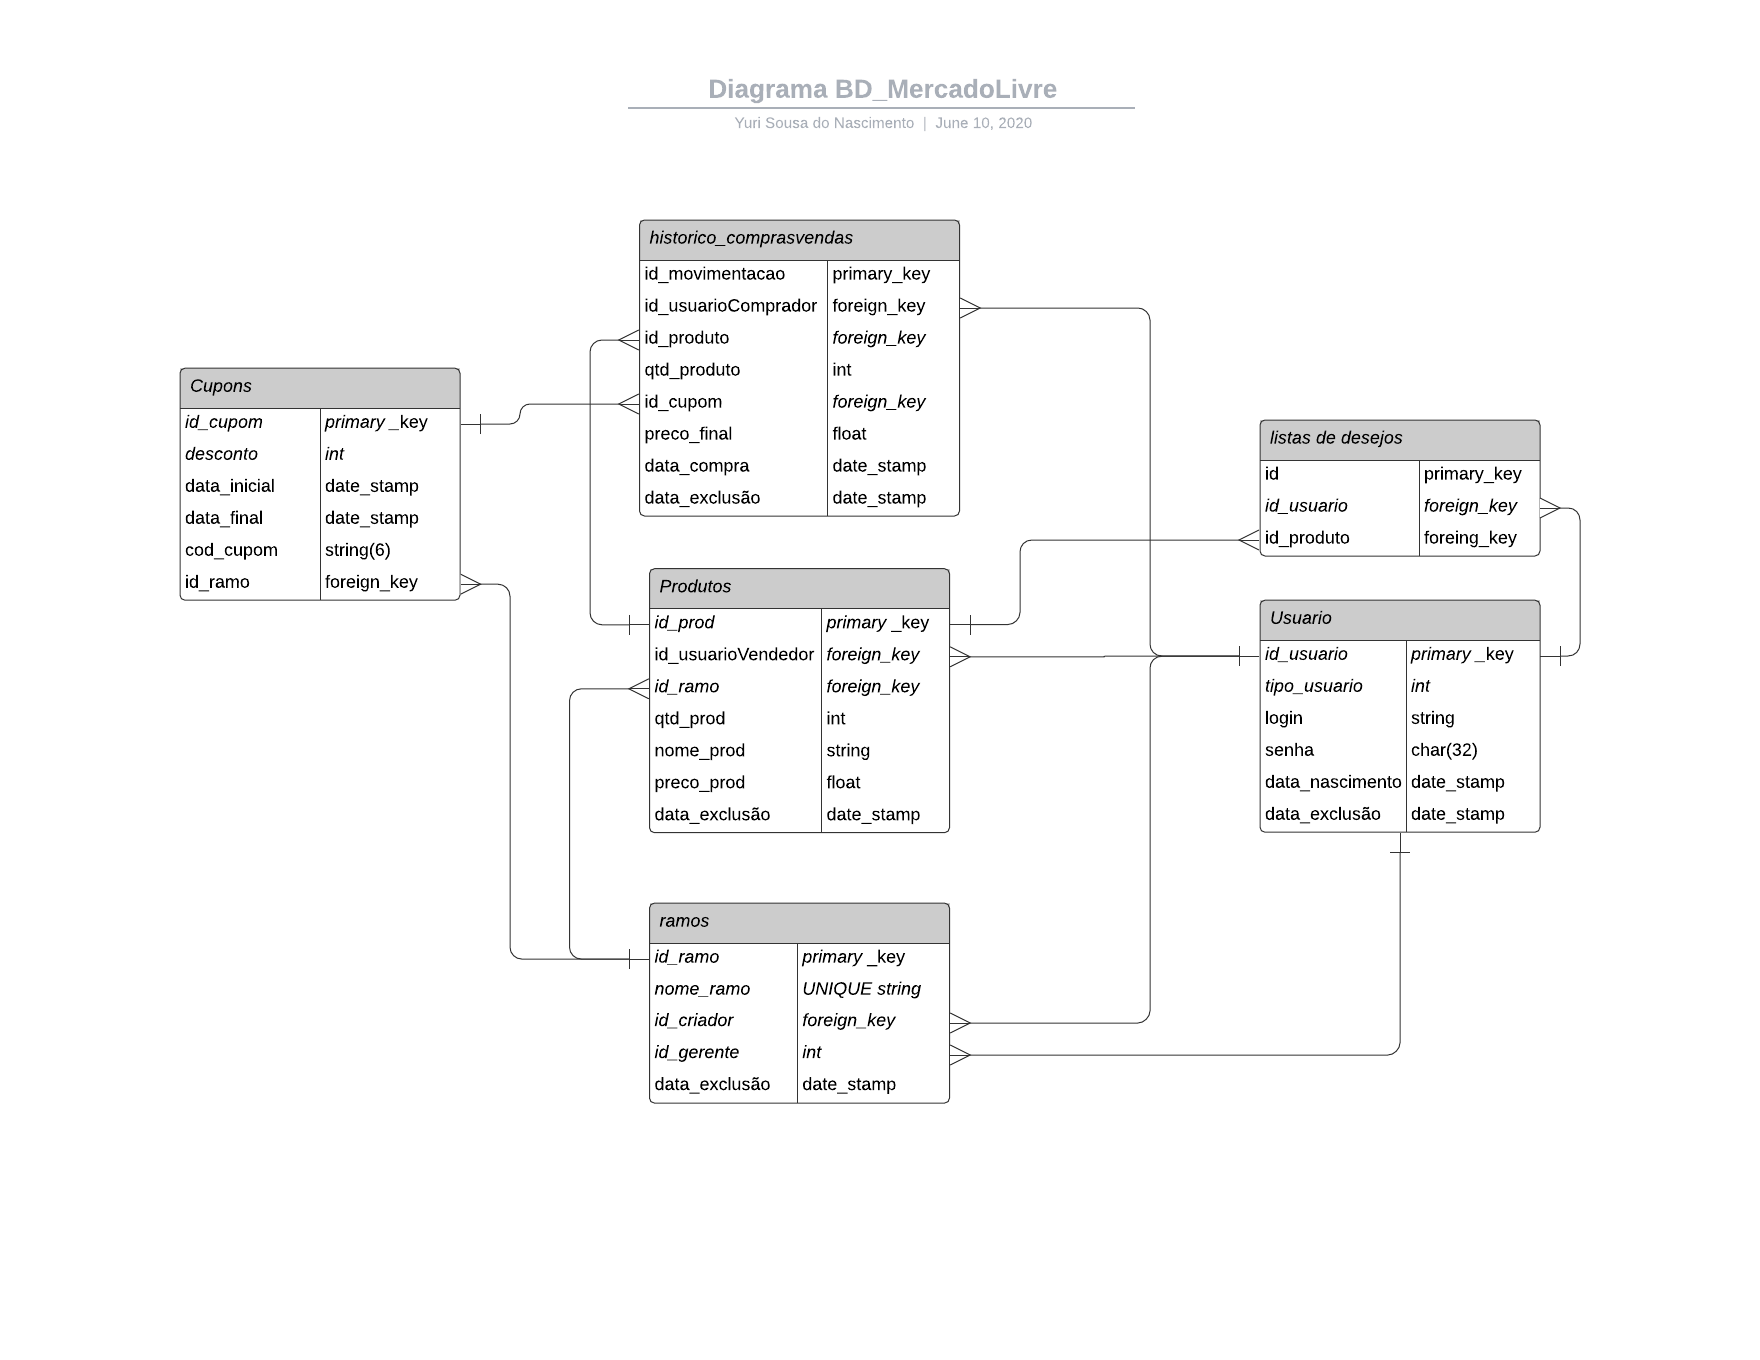 Diagrama BD_MercadoLivre
Yuri Sousa do Nascimento | June 10, 2020
historico_comprasvendas
id_movimentacao primary_key
id_usuarioComprador foreign_key
id_produto foreign_key
qtd_produto int
id_cupom foreign_key
preco_final float
data_compra date_stamp
data_exclusão date_stamp
Cupons
id_cupom primary _key
desconto int
data_inicial date_stamp
data_final date_stamp
cod_cupom string(6)
id_ramo foreign_key
listas de desejos
id primary_key
id_usuario foreign_key
id_produto foreing_key
Produtos
id_prod primary _key
id_usuarioVendedor foreign_key
id_ramo foreign_key
qtd_prod int
nome_prod string
preco_prod float
data_exclusão date_stamp
Usuario
id_usuario primary _key
tipo_usuario int
login string
senha char(32)
data_nascimento date_stamp
data_exclusão date_stamp
ramos
id_ramo primary _key
nome_ramo UNIQUE string
id_criador foreign_key
id_gerente int
data_exclusão date_stamp